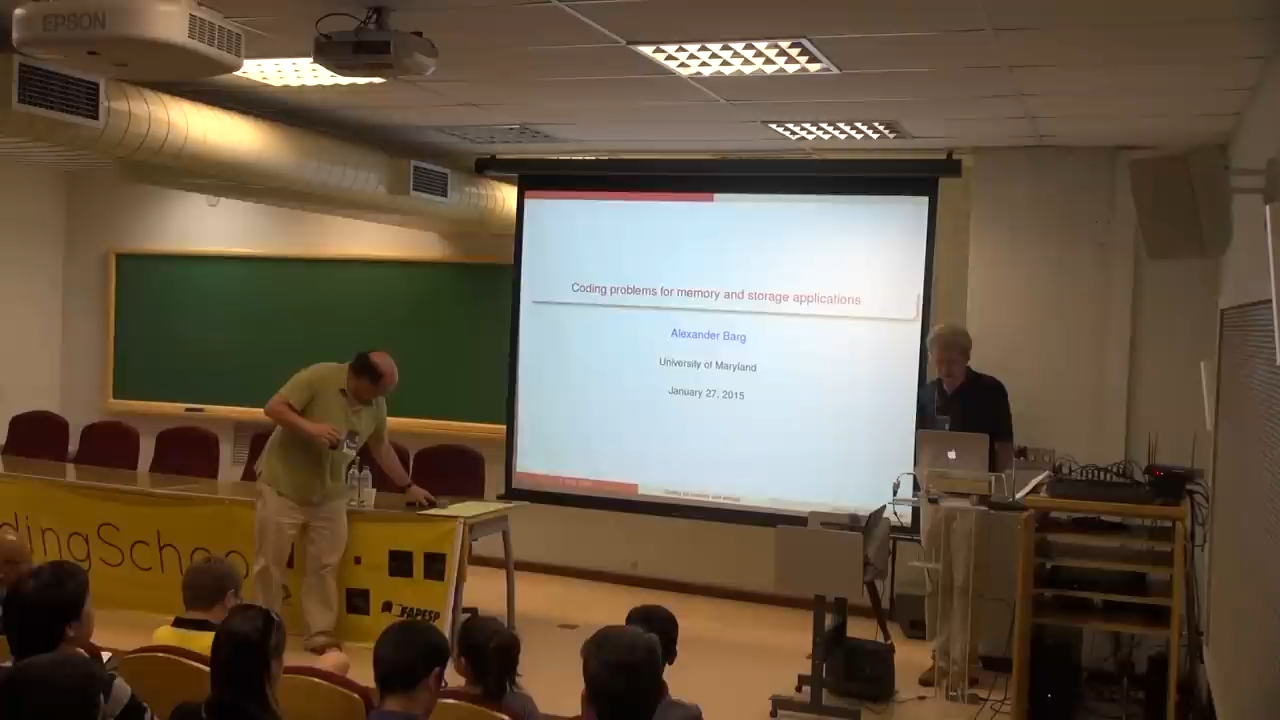 EPSON
Coding problems for memory and storage applications
Alexander Barg
University of Maryland
January 27, 2015
dingSchoo
FAPESP